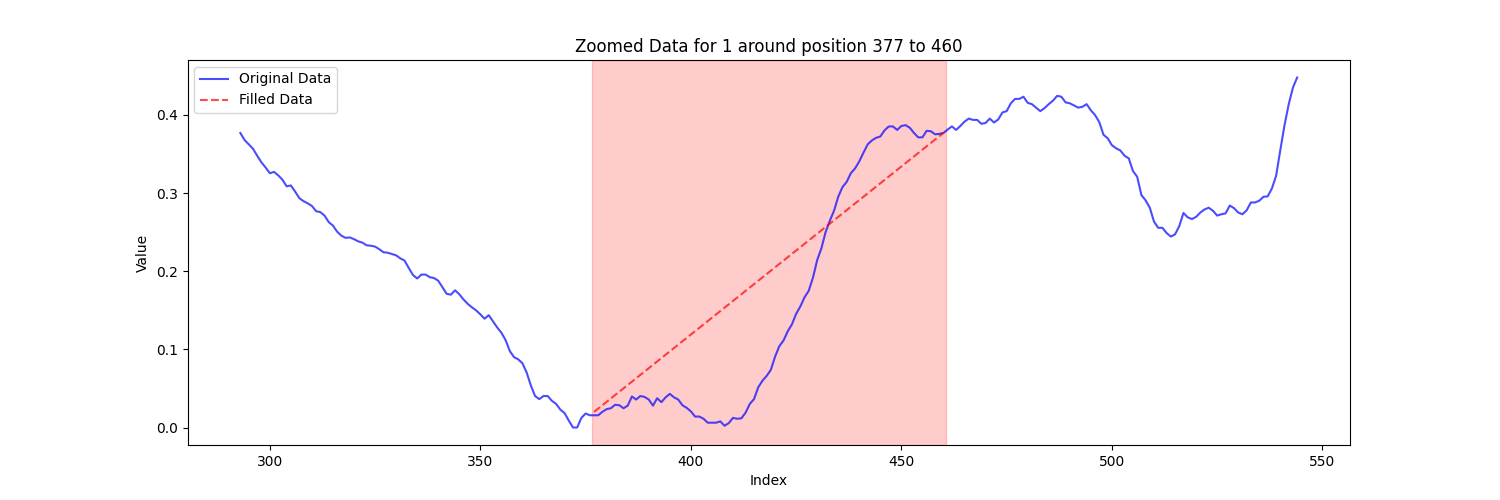 Zoomed Data for 1 around position 377 to 460
Original Data
Filled Data
Value
0.4
0.3
0.2
0.1
0.0
300 350 400 450 500 550
Index